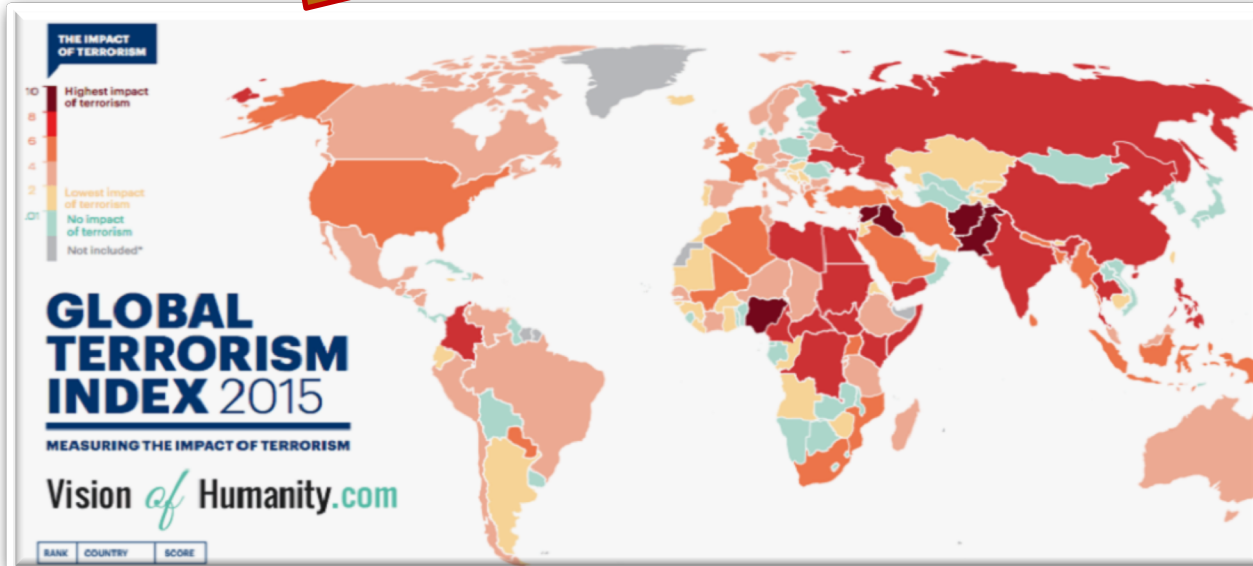 THE IMPACT
OF TERRORISM
10
Highest impact
of terrorism
8
6
4
2
Lowest impact
of terrorism
.01
No impact
of terrorism
Not included*
GLOBAL
TERRORISM
INDEX 2015
MEASURING THE IMPACT OF TERRORISM
Vision of Humanity.com
RANK COUNTRY SCORE